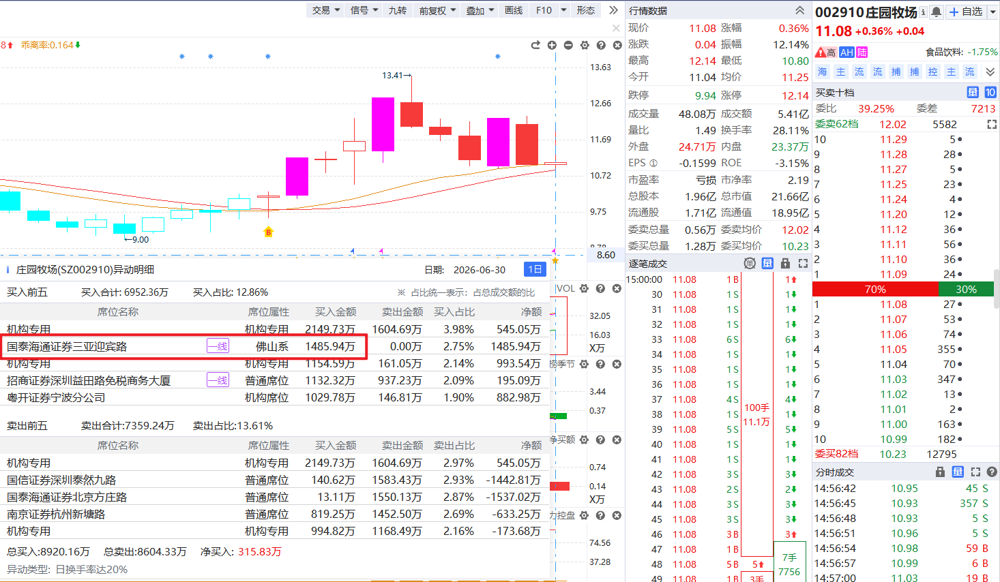 交易 信号 九转 前复权 叠加 画线 F10 形态
8 乖离率:0.164
13.63
13.41
12.66
11.69
10.72
9.75
9.00
B
8.60
庄园牧场(SZ002910)异动明细 日期: 2026-06-30 1日
买入前五 买入合计: 6952.36万 买入占比: 12.86% ※ 占比统一表示: 占总成交额的比
席位名称 席位属性 买入金额 卖出金额 买入占比 净额
机构专用 机构专用 2149.73万 1604.69万 3.98% 545.05万
国泰海通证券三亚迎宾路 一线 佛山系 1485.94万 0.00万 2.75% 1485.94万
机构专用 机构专用 1154.59万 161.05万 2.14% 993.54万
招商证券深圳益田路免税商务大厦 一线 普通席位 1132.32万 937.23万 2.09% 195.09万
粤开证券宁波分公司 机构席位 1029.78万 146.81万 1.90% 882.98万
卖出前五 卖出合计:7359.24万 卖出占比:13.61%
席位名称 席位属性 买入金额 卖出金额 卖出占比 净额
机构专用 机构专用 2149.73万 1604.69万 2.97% 545.05万
国信证券深圳泰然九路 普通席位 140.62万 1583.43万 2.93% -1442.81万
国泰海通证券北京方庄路 普通席位 13.11万 1550.13万 2.87% -1537.02万
南京证券杭州新塘路 普通席位 819.25万 1452.50万 2.69% -633.25万
机构专用 机构专用 994.82万 1168.49万 2.16% -173.68万
总买入:8920.16万 总卖出:8604.33万 净买入: 315.83万
异动类型: 日换手率达20%
VOL
32.05
16.03
X万
季节
3.44
0.37
净买额
0.74
0.14
X万
力控盘
74.56
37.28
行情数据
现价 11.08 涨幅 0.36%
涨跌 0.04 振幅 12.14%
最高 12.14 最低 10.80
今开 11.04 均价 11.25
跌停 9.94 涨停 12.14
成交量 48.08万 成交额 5.41亿
量比 1.49 换手率 28.11%
外盘 24.71万 内盘 23.37万
EPS ① -0.1599 ROE -3.15%
市盈率 亏损 市净率 2.19
总股本 1.96亿 总市值 21.66亿
流通股 1.71亿 流通值 18.95亿
委卖总量 0.56万 委卖均价 12.02
委买总量 1.28万 委买均价 10.23
逐笔成交 单 量
15:00:00 11.08 1 B 1
30 11.08 1 S 1
31 11.08 1 S 1
32 11.08 1 S 1
33 11.08 6 S 6
34 11.08 1 S 1
35 11.08 1 S 1
36 11.08 1 S 1
37 11.08 4 S 4
38 11.08 1 S 1
39 11.08 5 S 5
40 11.08 1 S 1
41 11.08 1 S 1
42 11.08 3 S 3
43 11.08 2 S 2
44 11.08 3 S 3
45 11.08 3 S 3
46 11.08 3 B 3
47 11.08 1 B
48 11.08 5 B 5
49 11.08 1 B
100手
11.1万
7手
7756
3手
002910 庄园牧场 自选
11.08 +0.36% +0.04
高 AH 陆 食品饮料: -1.75%
海 主 流 流 捕 捕 控 主 流
买卖十档 量 10
委比 39.25% 委差 7213
委卖62档 12.02 5582
10 11.29 5
9 11.28 28
8 11.27 5
7 11.25 23
6 11.24 4
5 11.20 12
4 11.12 36
3 11.11 56
2 11.10 36
1 11.09 24
70% 30%
1 11.08 27
2 11.07 53
3 11.06 74
4 11.05 355
5 11.04 70
6 11.03 347
7 11.02 13
8 11.01 2
9 11.00 163
10 10.99 182
委买82档 10.23 12795
分时成交 量
14:56:42 10.95 45 S
14:56:45 10.93 357 S
14:56:48 10.93 5 S
14:56:51 10.96 5 S
14:56:54 10.98 59 B
14:56:57 10.99 6 B
14:57:00 11.03 19 B